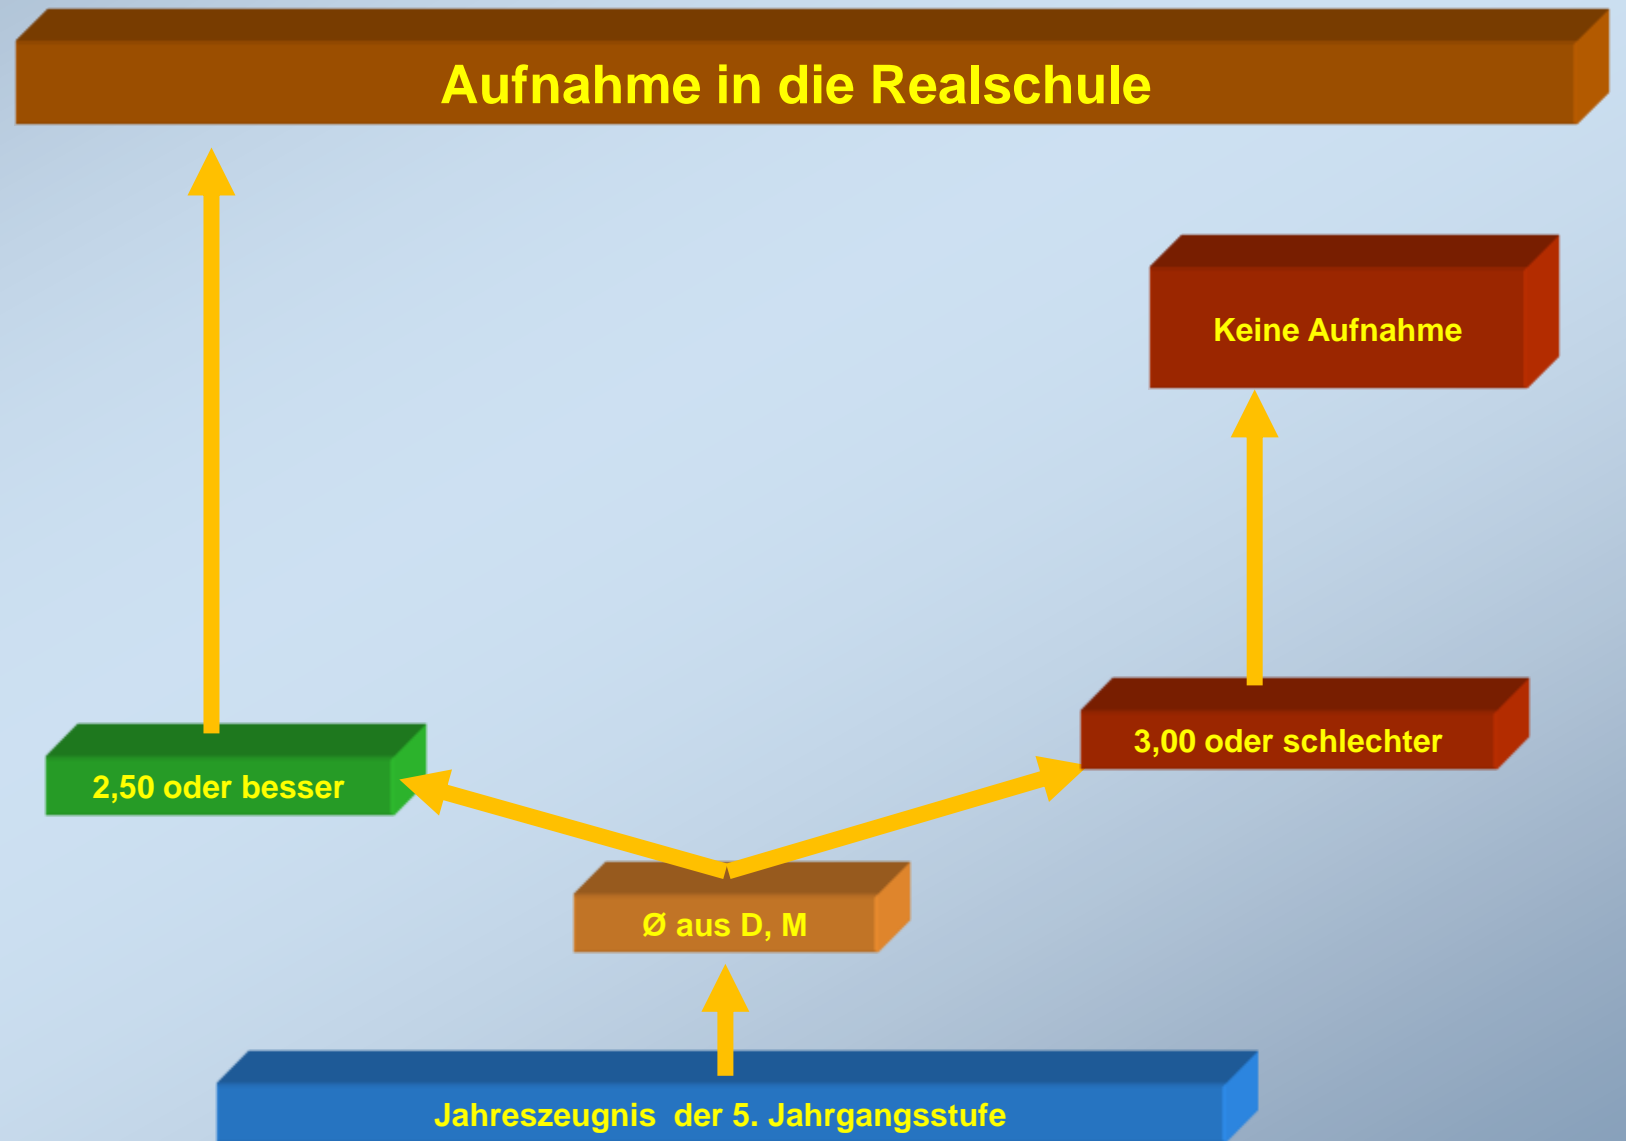 Aufnahme in die Realschule
Keine Aufnahme
3,00 oder schlechter
2,50 oder besser
Ø aus D, M
Jahreszeugnis  der 5. Jahrgangsstufe